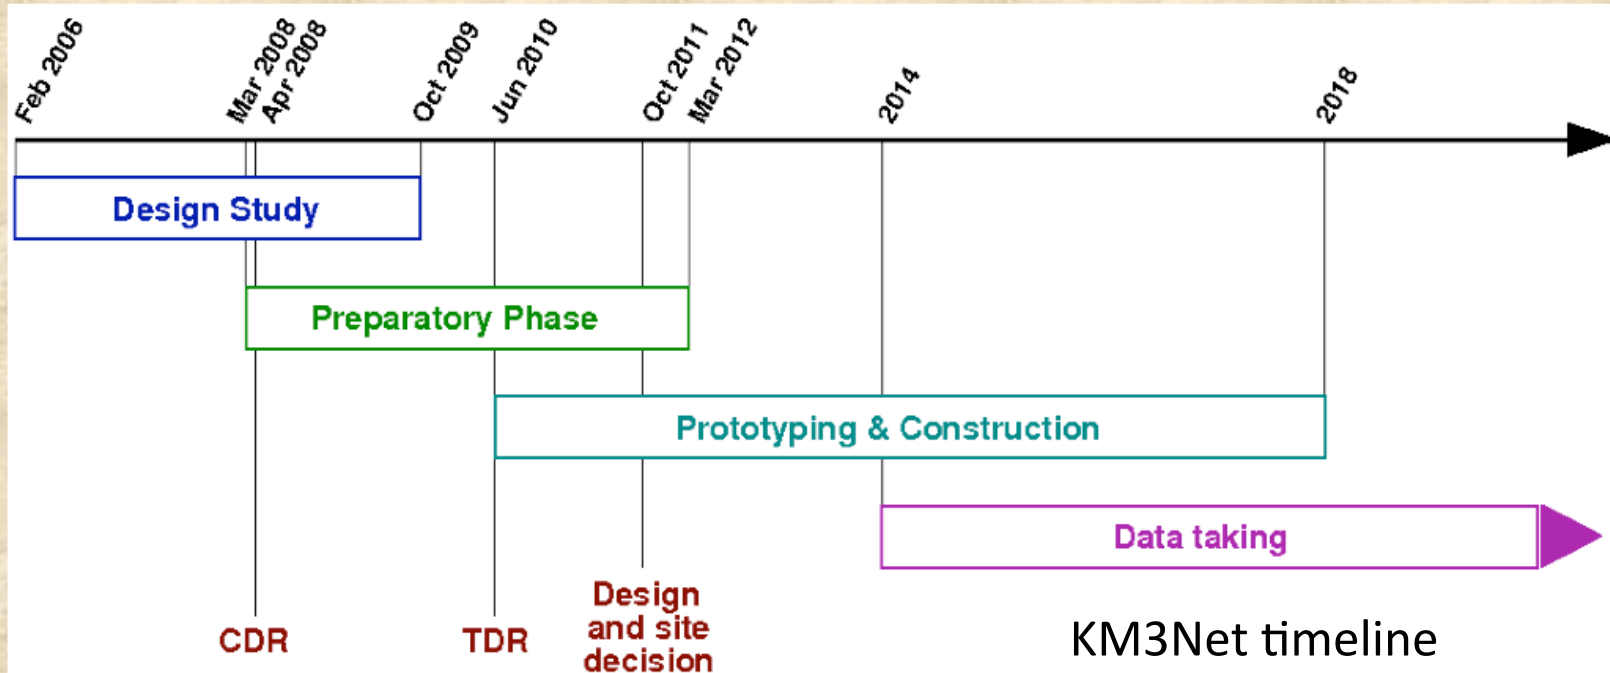 Feb 2006
Mar 2008
Apr 2008
Oct 2009
Jun 2010
Oct 2011
Mar 2012
2014
2018
Design Study
Preparatory Phase
Prototyping & Construction
Data taking
CDR
TDR
Design
and site
decision
KM3Net timeline